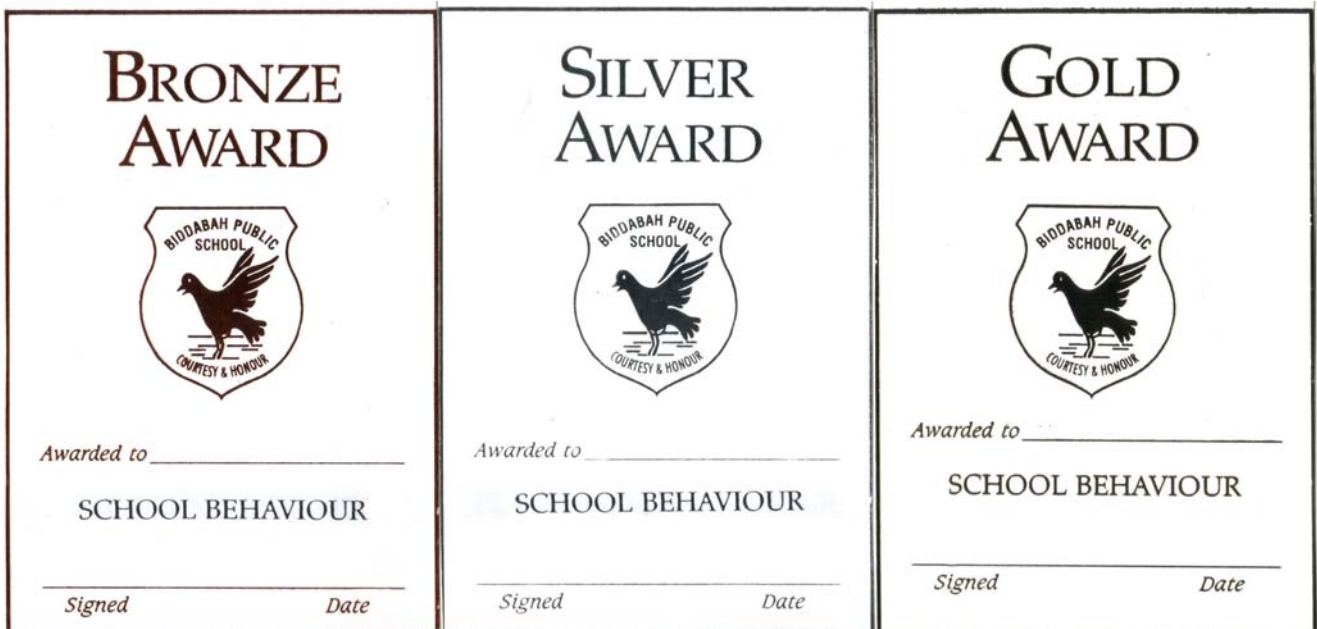 BRONZE
AWARD
BIDDABAH PUBLIC
SCHOOL
COURTESY & HONOUR
Awarded to
SCHOOL BEHAVIOUR
Signed Date
SILVER
AWARD
BIDDABAH PUBLIC
SCHOOL
COURTESY & HONOUR
Awarded to
SCHOOL BEHAVIOUR
Signed Date
GOLD
AWARD
BIDDABAH PUBLIC
SCHOOL
COURTESY & HONOUR
Awarded to
SCHOOL BEHAVIOUR
Signed Date